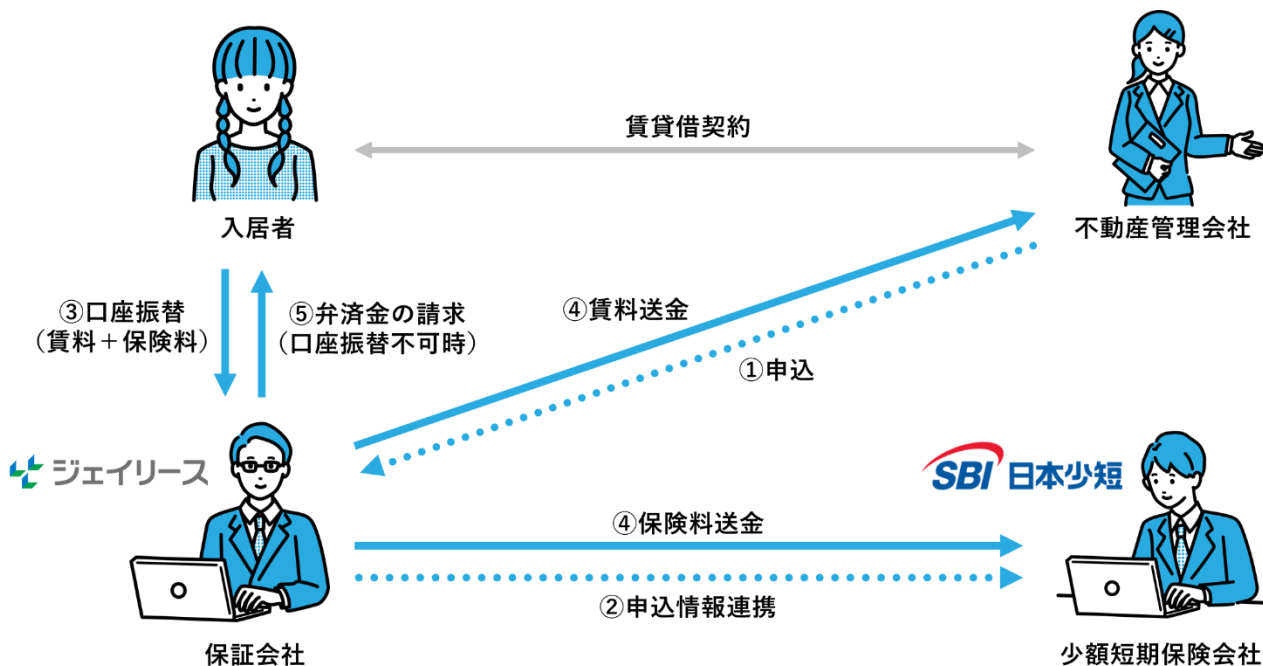 賃貸借契約
入居者
不動産管理会社
③口座振替
（賃料＋保険料）
⑤弁済金の請求
（口座振替不可時）
④賃料送金
①申込
ジェイリース
SBI 日本少短
④保険料送金
②申込情報連携
保証会社
少額短期保険会社